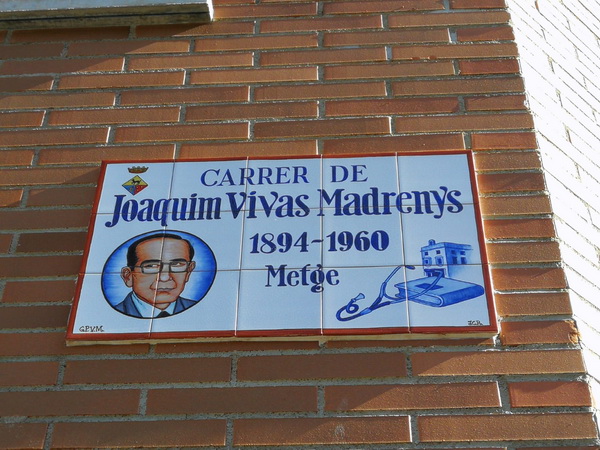 CARRER DE
Joaquim Vivas Madrenys
1894-1960
Metge
G.P.V.M.